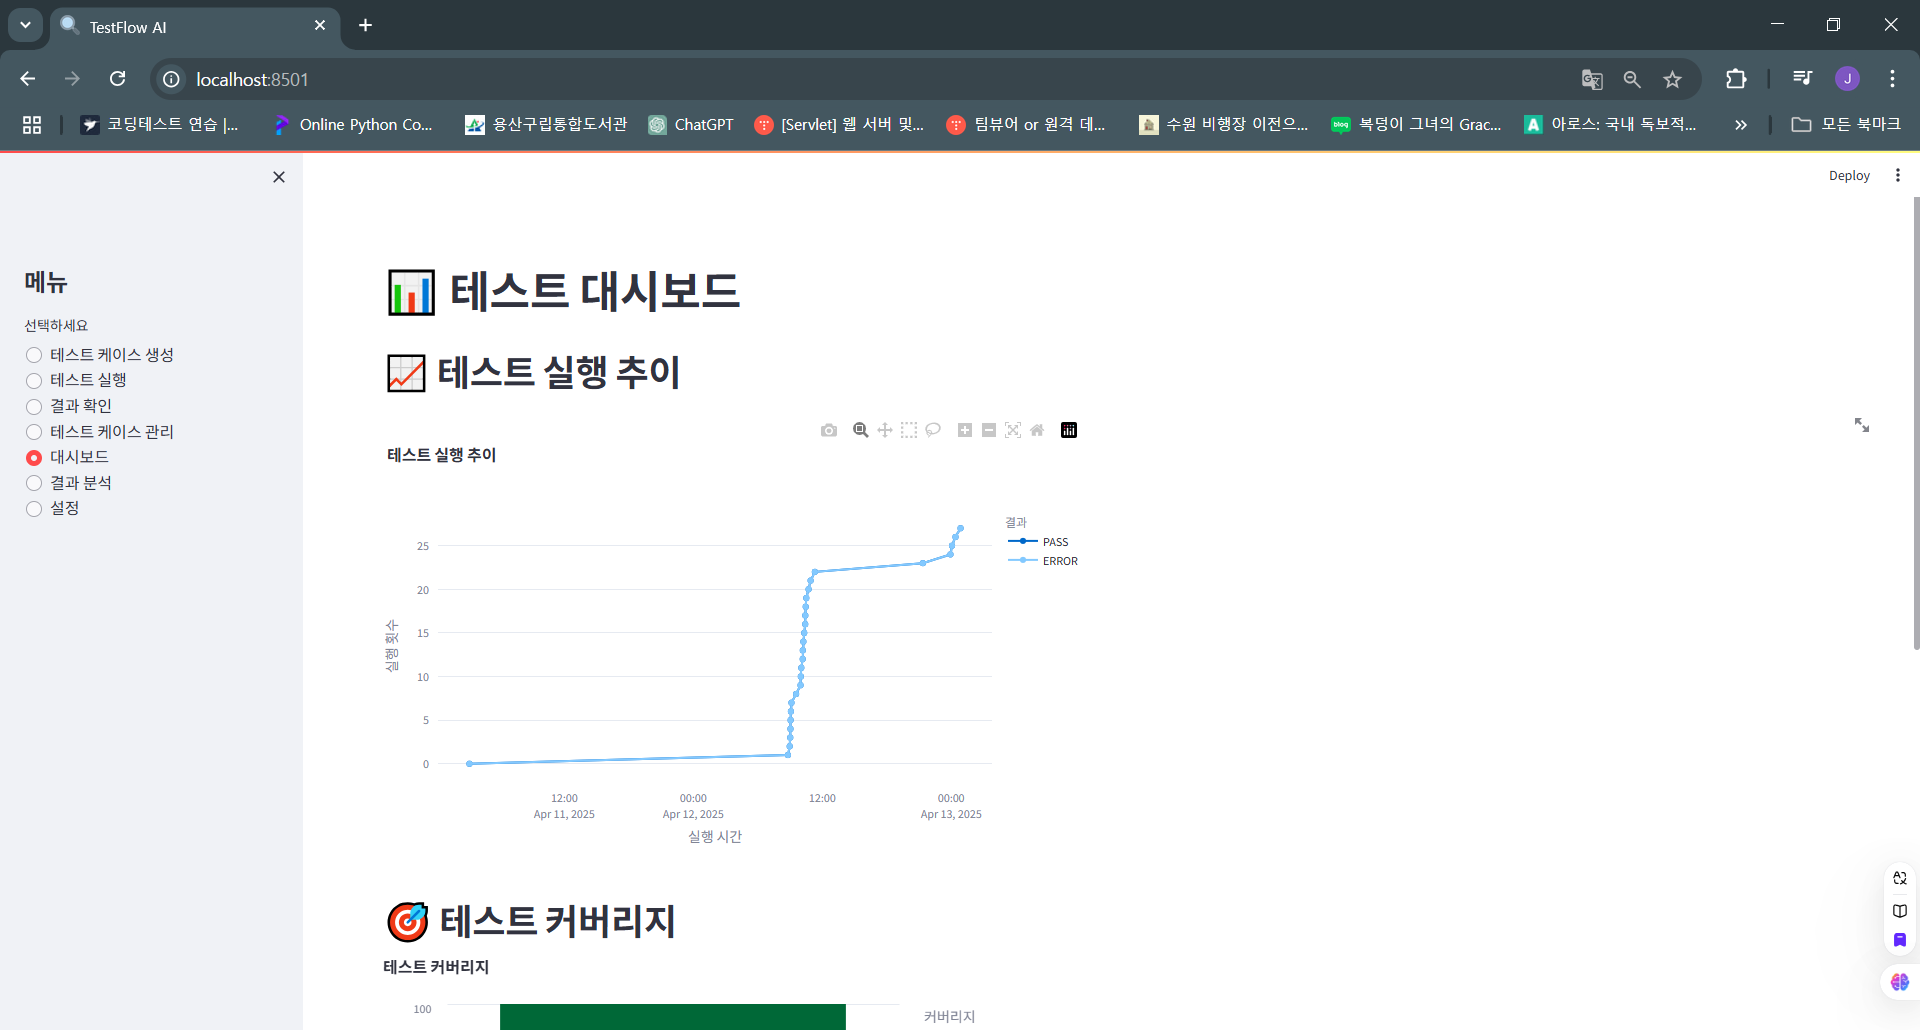 TestFlow AI
localhost:8501
코딩테스트 연습 |...
Online Python Co...
용산구립통합도서관
ChatGPT
[Servlet] 웹 서버 및...
팀뷰어 or 원격 데...
수원 비행장 이전으...
blog
복덩이 그녀의 Grac...
A
아로스: 국내 독보적...
모든 북마크
J
Deploy
메뉴
선택하세요
테스트 케이스 생성
테스트 실행
결과 확인
테스트 케이스 관리
대시보드
결과 분석
설정
테스트 대시보드
테스트 실행 추이
테스트 실행 추이
결과
PASS
ERROR
실행 횟수
25
20
15
10
5
0
12:00
Apr 11, 2025
00:00
Apr 12, 2025
12:00
00:00
Apr 13, 2025
실행 시간
테스트 커버리지
테스트 커버리지
100
커버리지